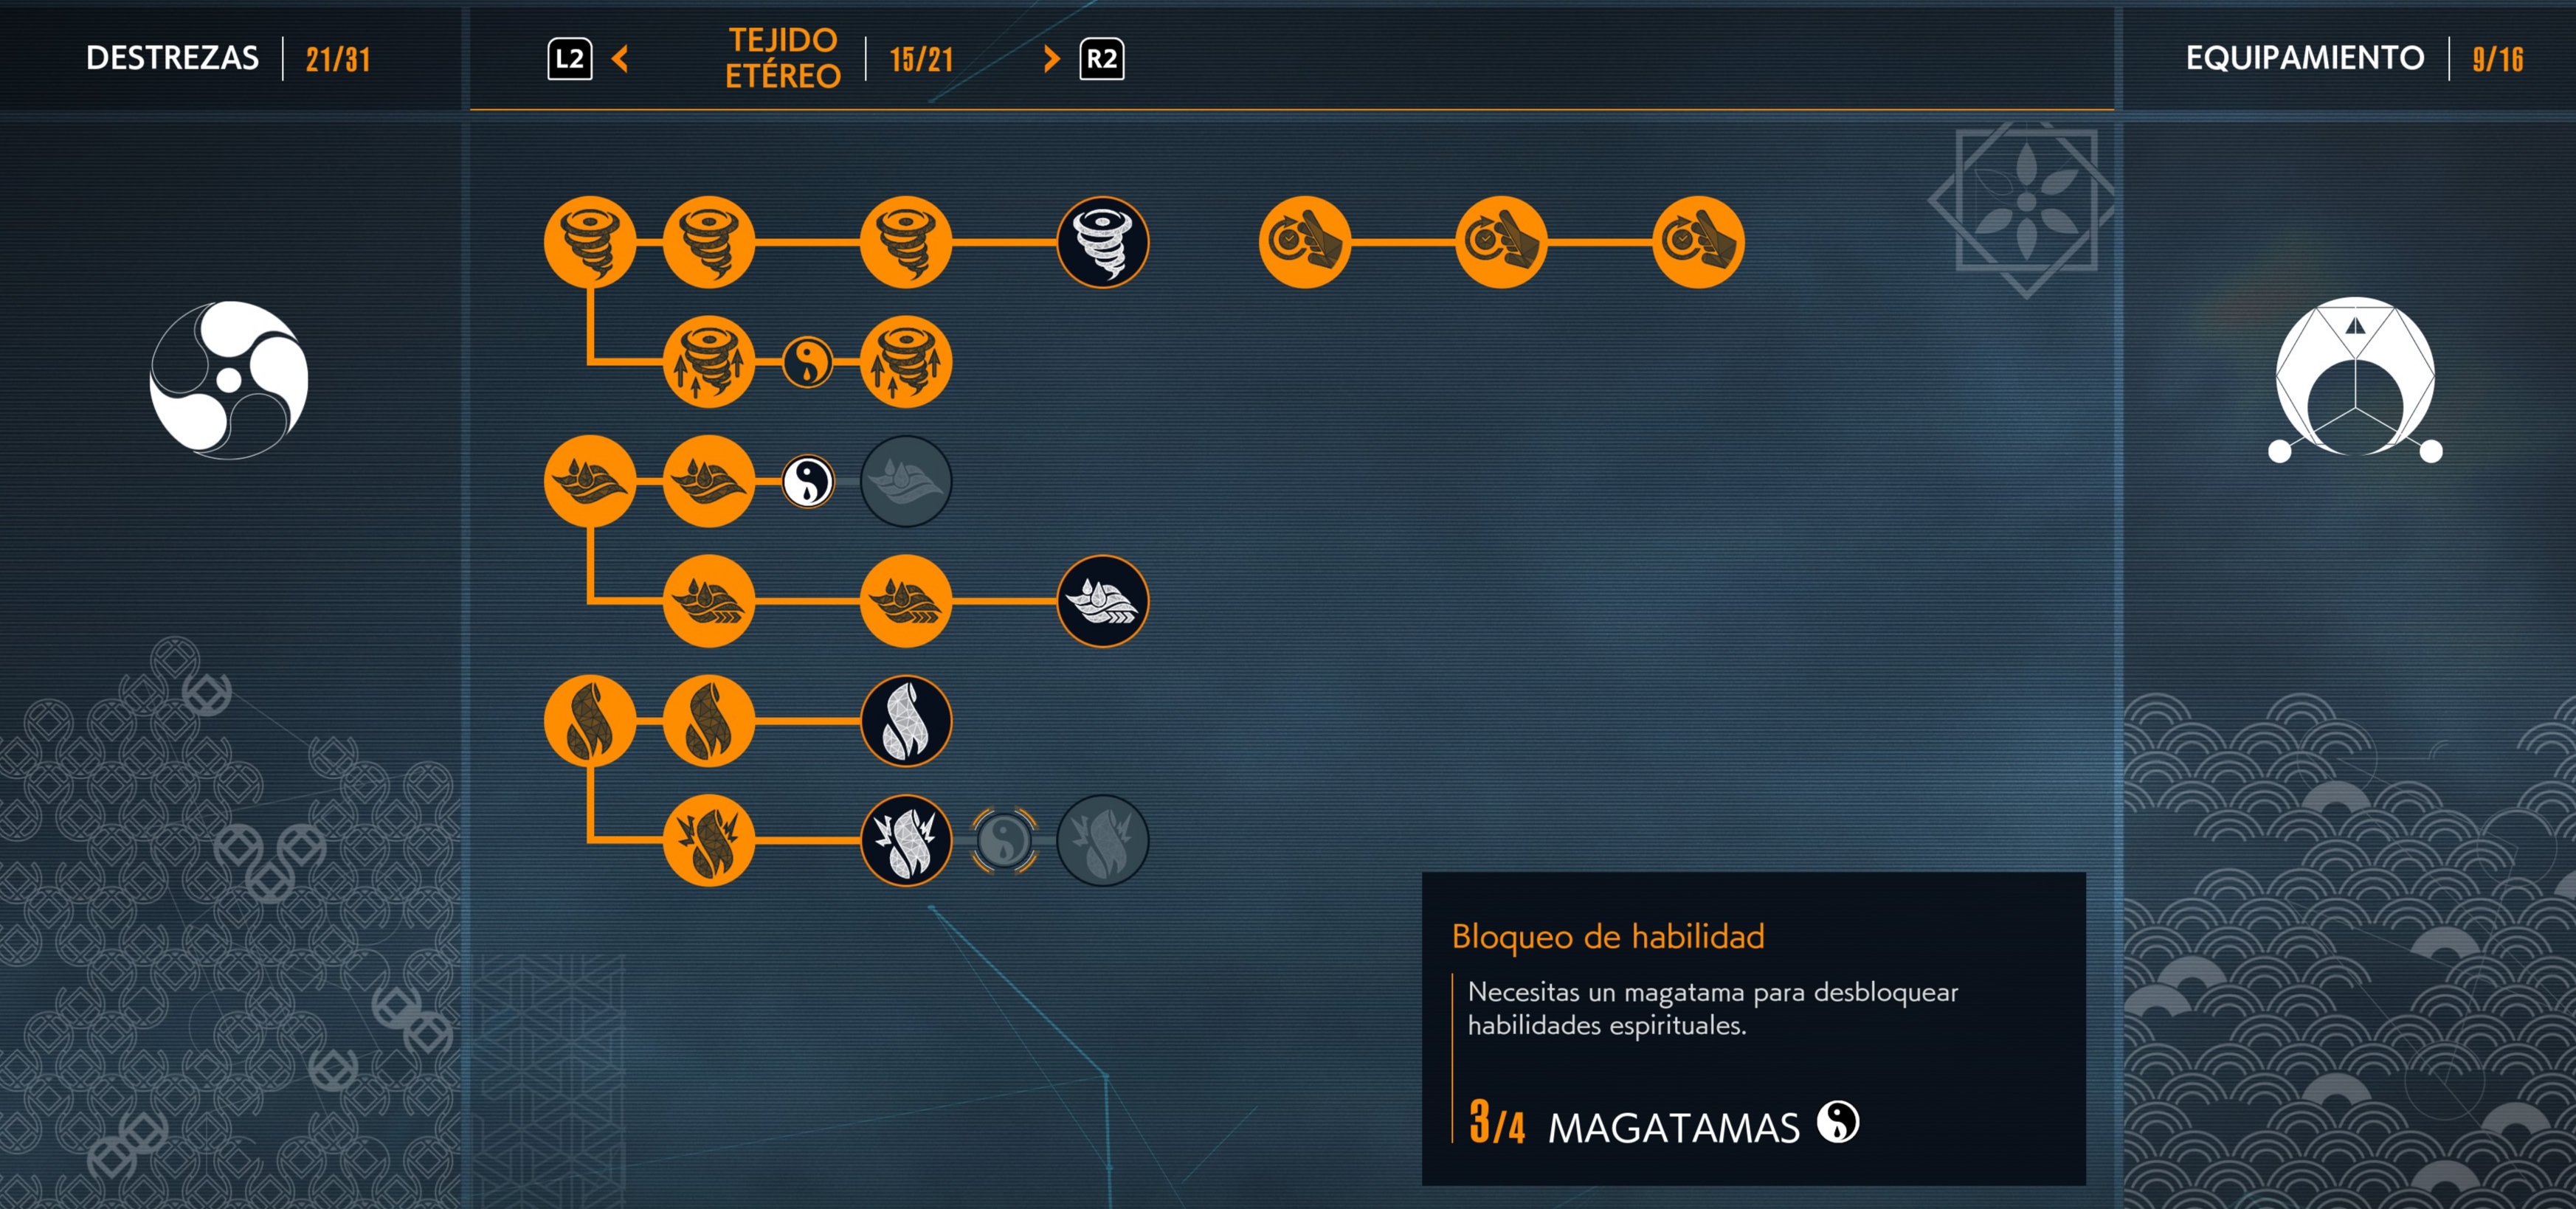 DESTREZAS 21/31
L2
TEJIDO
ETÉREO
15/21
R2
EQUIPAMIENTO 9/16
Bloqueo de habilidad
Necesitas un magatama para desbloquear
habilidades espirituales.
3/4 MAGATAMAS